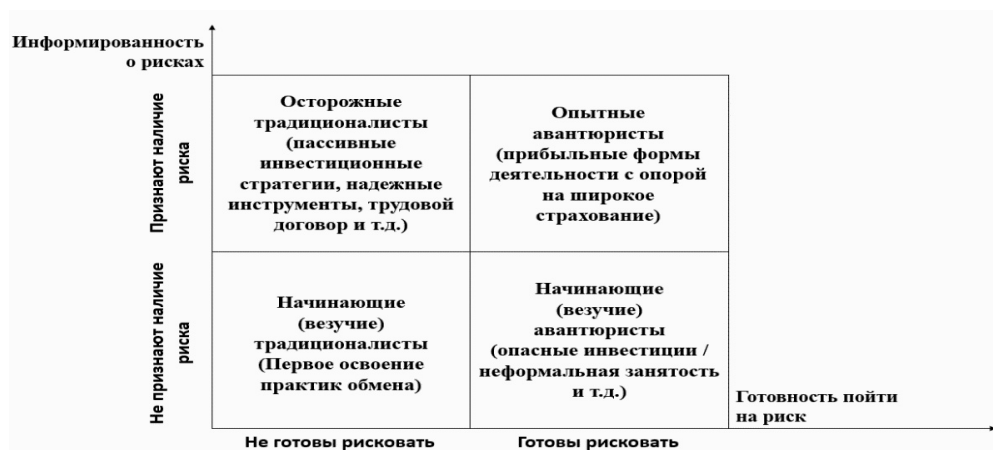 Информированность
о рисках
Признают наличие
риска
Осторожные
традиционалисты
(пассивные
инвестиционные
стратегии, надежные
инструменты, трудовой
договор и т.д.)
Опытные
авантюристы
(прибыльные формы
деятельности с опорой
на широкое
страхование)
Не признают наличие
риска
Начинающие
(везучие)
традиционалисты
(Первое освоение
практик обмена)
Начинающие
(везучие)
авантюристы
(опасные инвестиции /
неформальная занятость
и т.д.)
Готовность пойти
на риск
Не готовы рисковать
Готовы рисковать